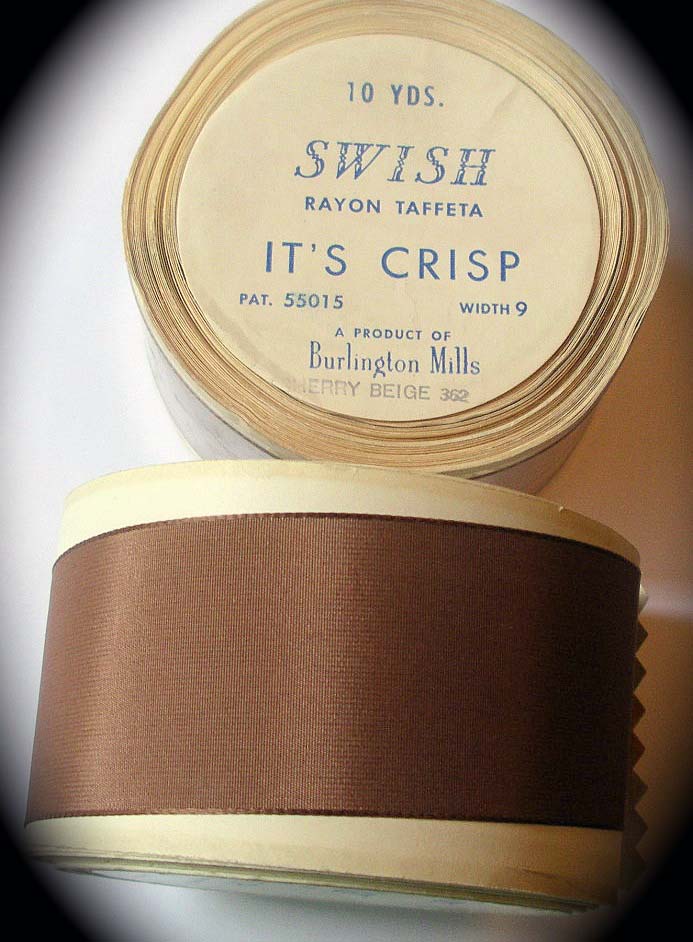 10 YDS.
SWISH
RAYON TAFFETA
IT'S CRISP
PAT. 55015 WIDTH 9
A PRODUCT OF
Burlington Mills
BEIGE 362